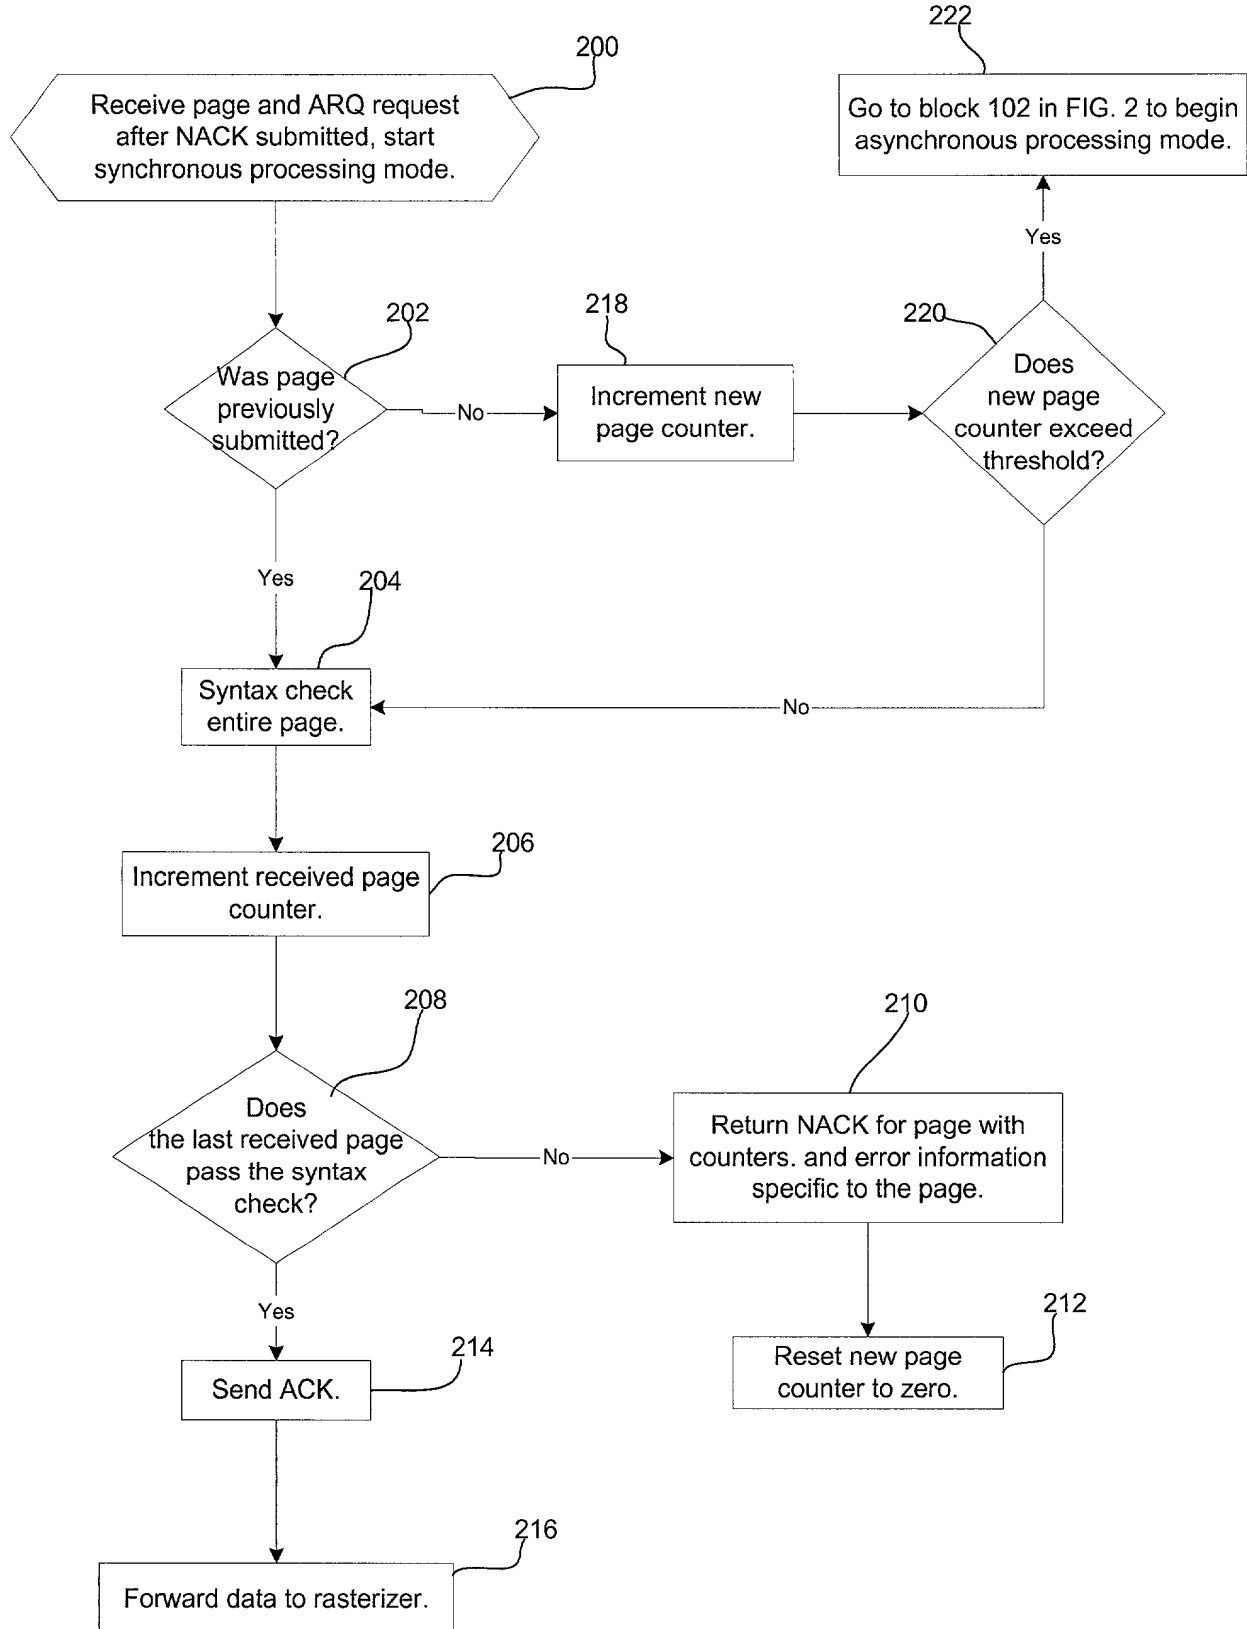 222
200
Receive page and ARQ request
after NACK submitted, start
synchronous processing mode.
Go to block 102 in FIG. 2 to begin
asynchronous processing mode.
Yes
202
218
220
Was page
previously
submitted?
No
Increment new
page counter.
Does
new page
counter exceed
threshold?
Yes
204
Syntax check
entire page.
No
206
Increment received page
counter.
208
210
Does
the last received page
pass the syntax
check?
No
Return NACK for page with
counters. and error information
specific to the page.
Yes
212
Reset new page
counter to zero.
214
Send ACK.
216
Forward data to rasterizer.